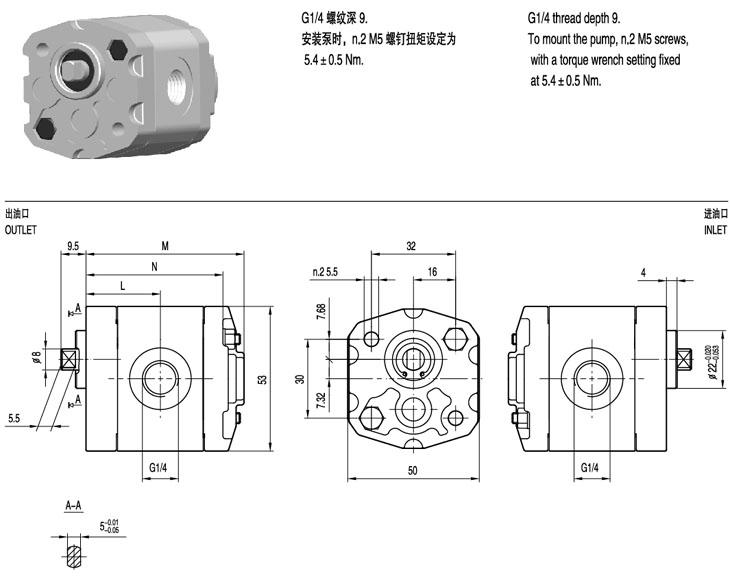 G1/4 螺纹深 9.
安装泵时，n,2 M5 螺钉扭矩设定为
5.4 ± 0.5 Nm.
G1/4 thread depth 9.
To mount the pump, n,2 M5 screws,
with a torque wrench setting fixed
at 5.4 ± 0.5 Nm.
出油口
OUTLET
进油口
INLET
9.5
M
N
L
A
ø 8
5.5
A
53
G1/4
32
n.2 5.5
16
7.68
30
7.32
50
4
ø 22 -0.020 -0.053
G1/4
A-A
5 -0.01 -0.05